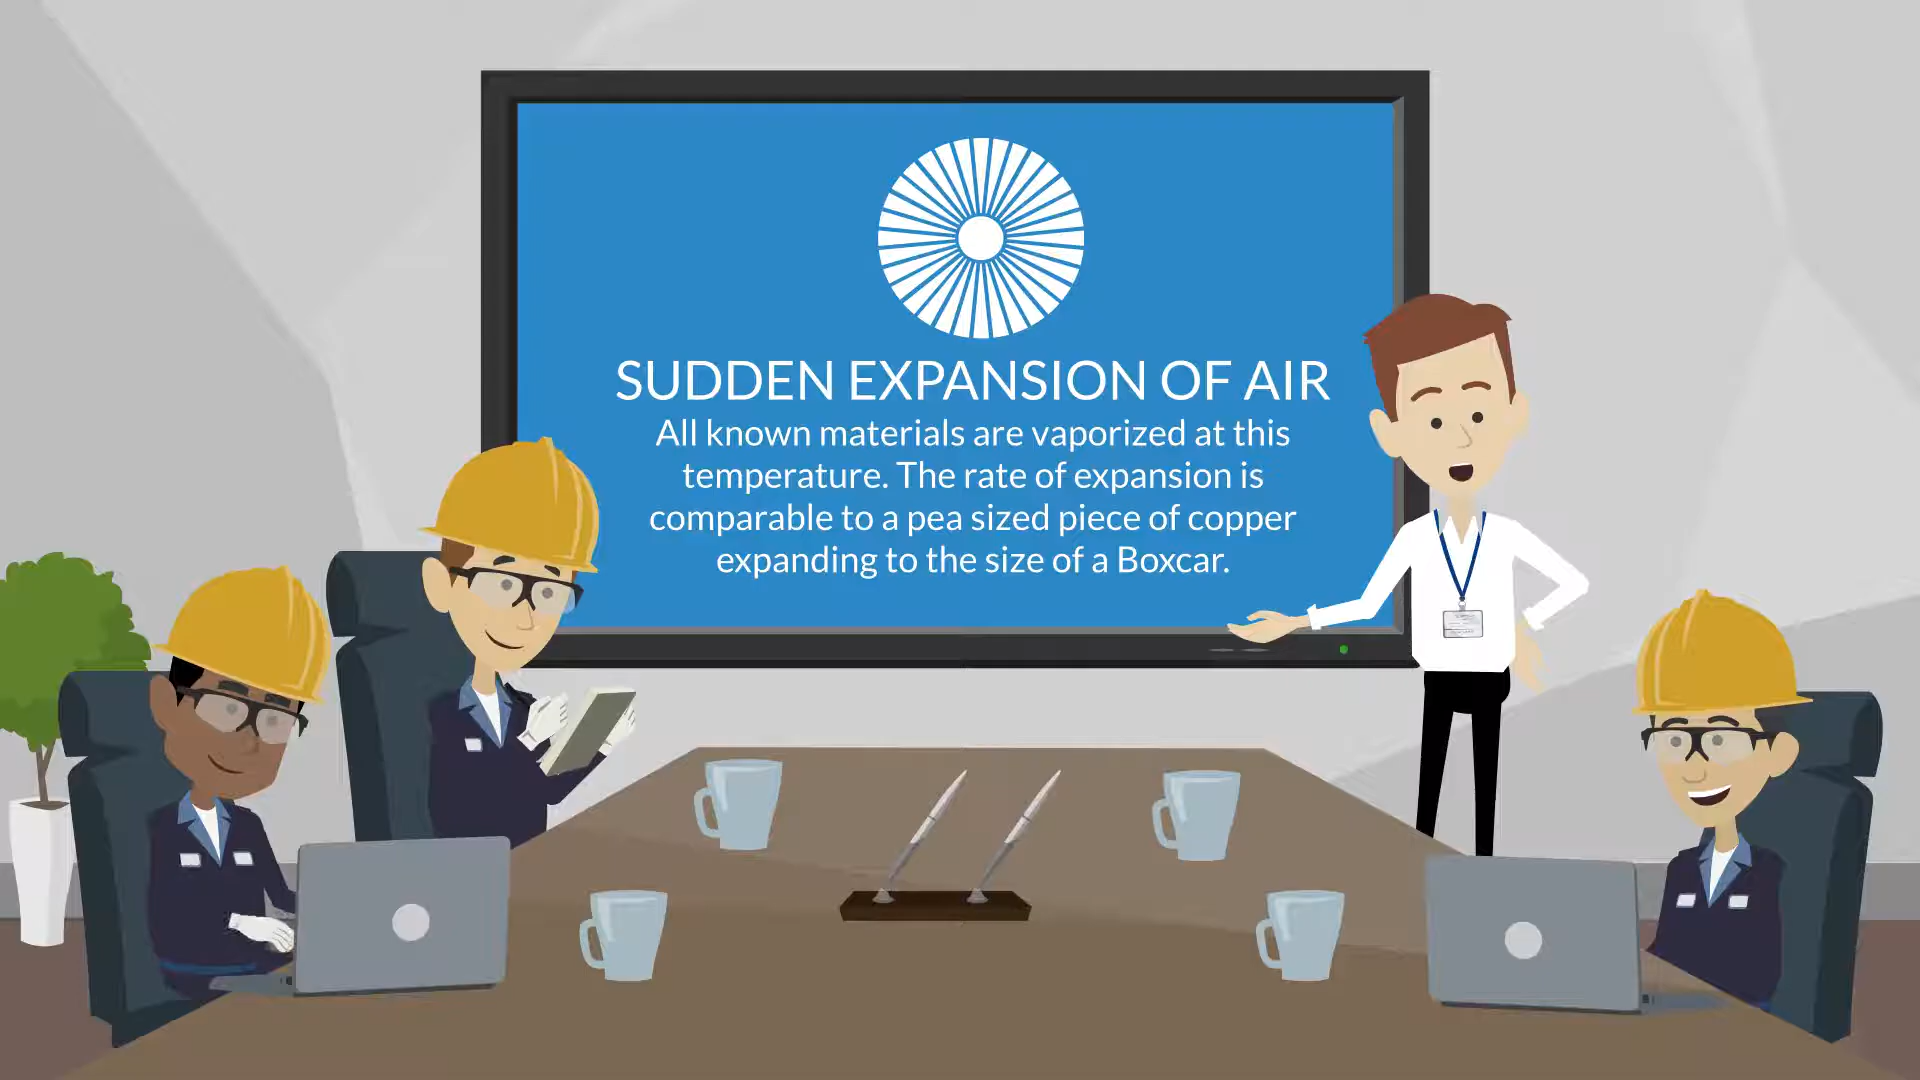 SUDDEN EXPANSION OF AIR
All known materials are vaporized at this
temperature. The rate of expansion is
comparable to a pea sized piece of copper
expanding to the size of a Boxcar.